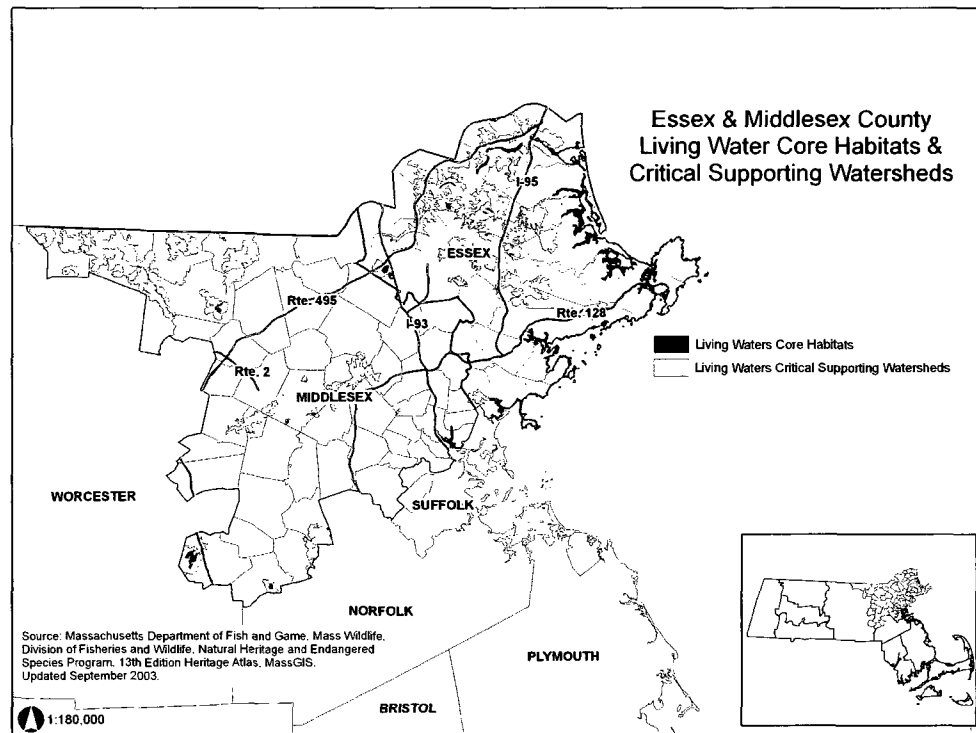 Essex & Middlesex County
Living Water Core Habitats &
Critical Supporting Watersheds
I-95
ESSEX
Rte. 495
I-93
Rte. 128
Living Waters Core Habitats
Living Waters Critical Supporting Watersheds
Rte. 2
MIDDLESEX
WORCESTER
SUFFOLK
NORFOLK
Source: Massachusetts Department of Fish and Game, Mass Wildlife,
Division of Fisheries and Wildlife, Natural Heritage and Endangered
Species Program, 13th Edition Heritage Atlas, MassGIS.
Updated September 2003.
PLYMOUTH
BRISTOL
1:180,000